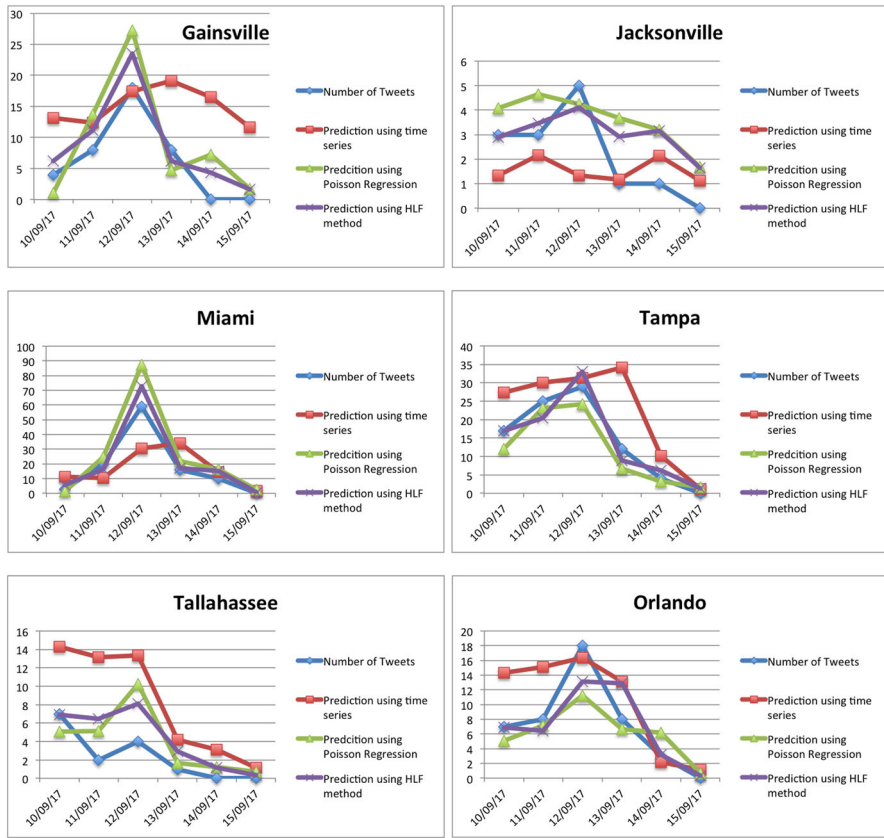 Gainsville
30
25
20
15
10
5
0
10/09/17
11/09/17
12/09/17
13/09/17
14/09/17
15/09/17
Number of Tweets
Prediction using time
series
Predction using
Poisson Regression
Prediction using HLF
method
Jacksonville
6
5
4
3
2
1
0
10/09/17
11/09/17
12/09/17
13/09/17
14/09/17
15/09/17
Number of Tweets
Prediction using time
series
Predction using
Poisson Regression
Prediction using HLF
method
Miami
100
90
80
70
60
50
40
30
20
10
0
10/09/17
11/09/17
12/09/17
13/09/17
14/09/17
15/09/17
Number of Tweets
Prediction using time
series
Predction using
Poisson Regression
Prediction using HLF
method
Tampa
40
35
30
25
20
15
10
5
0
10/09/17
11/09/17
12/09/17
13/09/17
14/09/17
15/09/17
Number of Tweets
Prediction using time
series
Predction using
Poisson Regression
Prediction using HLF
method
Tallahassee
16
14
12
10
8
6
4
2
0
10/09/17
11/09/17
12/09/17
13/09/17
14/09/17
15/09/17
Number of Tweets
Prediction using time
series
Predction using
Poisson Regression
Prediction using HLF
method
Orlando
20
18
16
14
12
10
8
6
4
2
0
10/09/17
11/09/17
12/09/17
13/09/17
14/09/17
15/09/17
Number of Tweets
Prediction using time
series
Predction using
Poisson Regression
Prediction using HLF
method